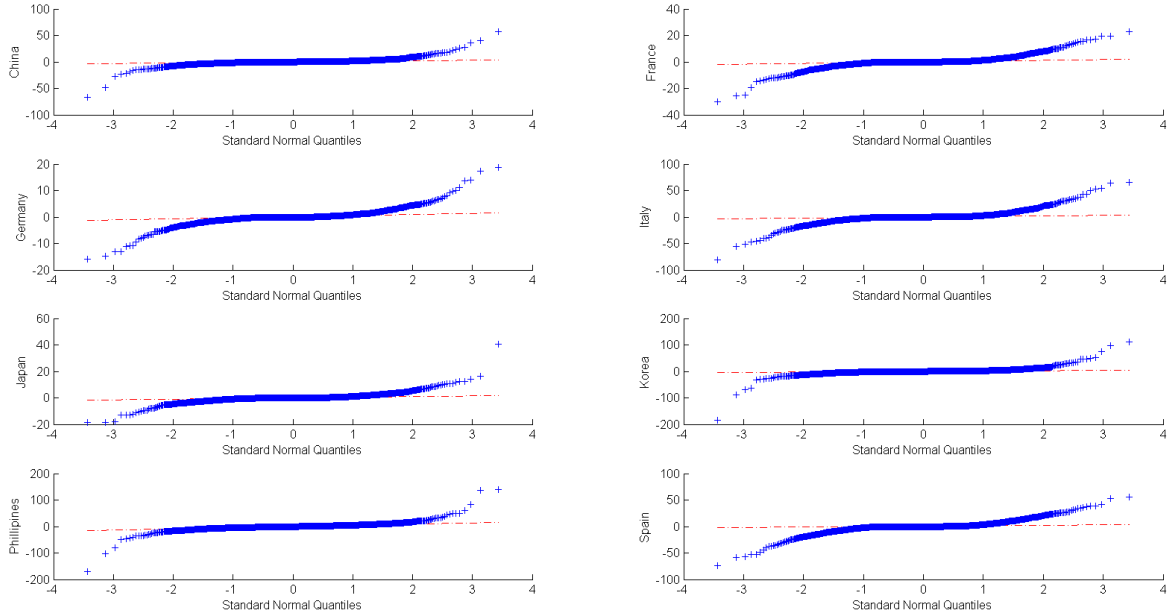 100
50
0
-50
-100
China
-4 -3 -2 -1 0 1 2 3 4
Standard Normal Quantiles
40
20
0
-20
-40
France
-4 -3 -2 -1 0 1 2 3 4
Standard Normal Quantiles
20
10
0
-10
-20
Germany
-4 -3 -2 -1 0 1 2 3 4
Standard Normal Quantiles
100
50
0
-50
-100
Italy
-4 -3 -2 -1 0 1 2 3 4
Standard Normal Quantiles
60
40
20
0
-20
Japan
-4 -3 -2 -1 0 1 2 3 4
Standard Normal Quantiles
200
100
0
-100
-200
Korea
-4 -3 -2 -1 0 1 2 3 4
Standard Normal Quantiles
200
100
0
-100
-200
Phillipines
-4 -3 -2 -1 0 1 2 3 4
Standard Normal Quantiles
100
50
0
-50
-100
Spain
-4 -3 -2 -1 0 1 2 3 4
Standard Normal Quantiles